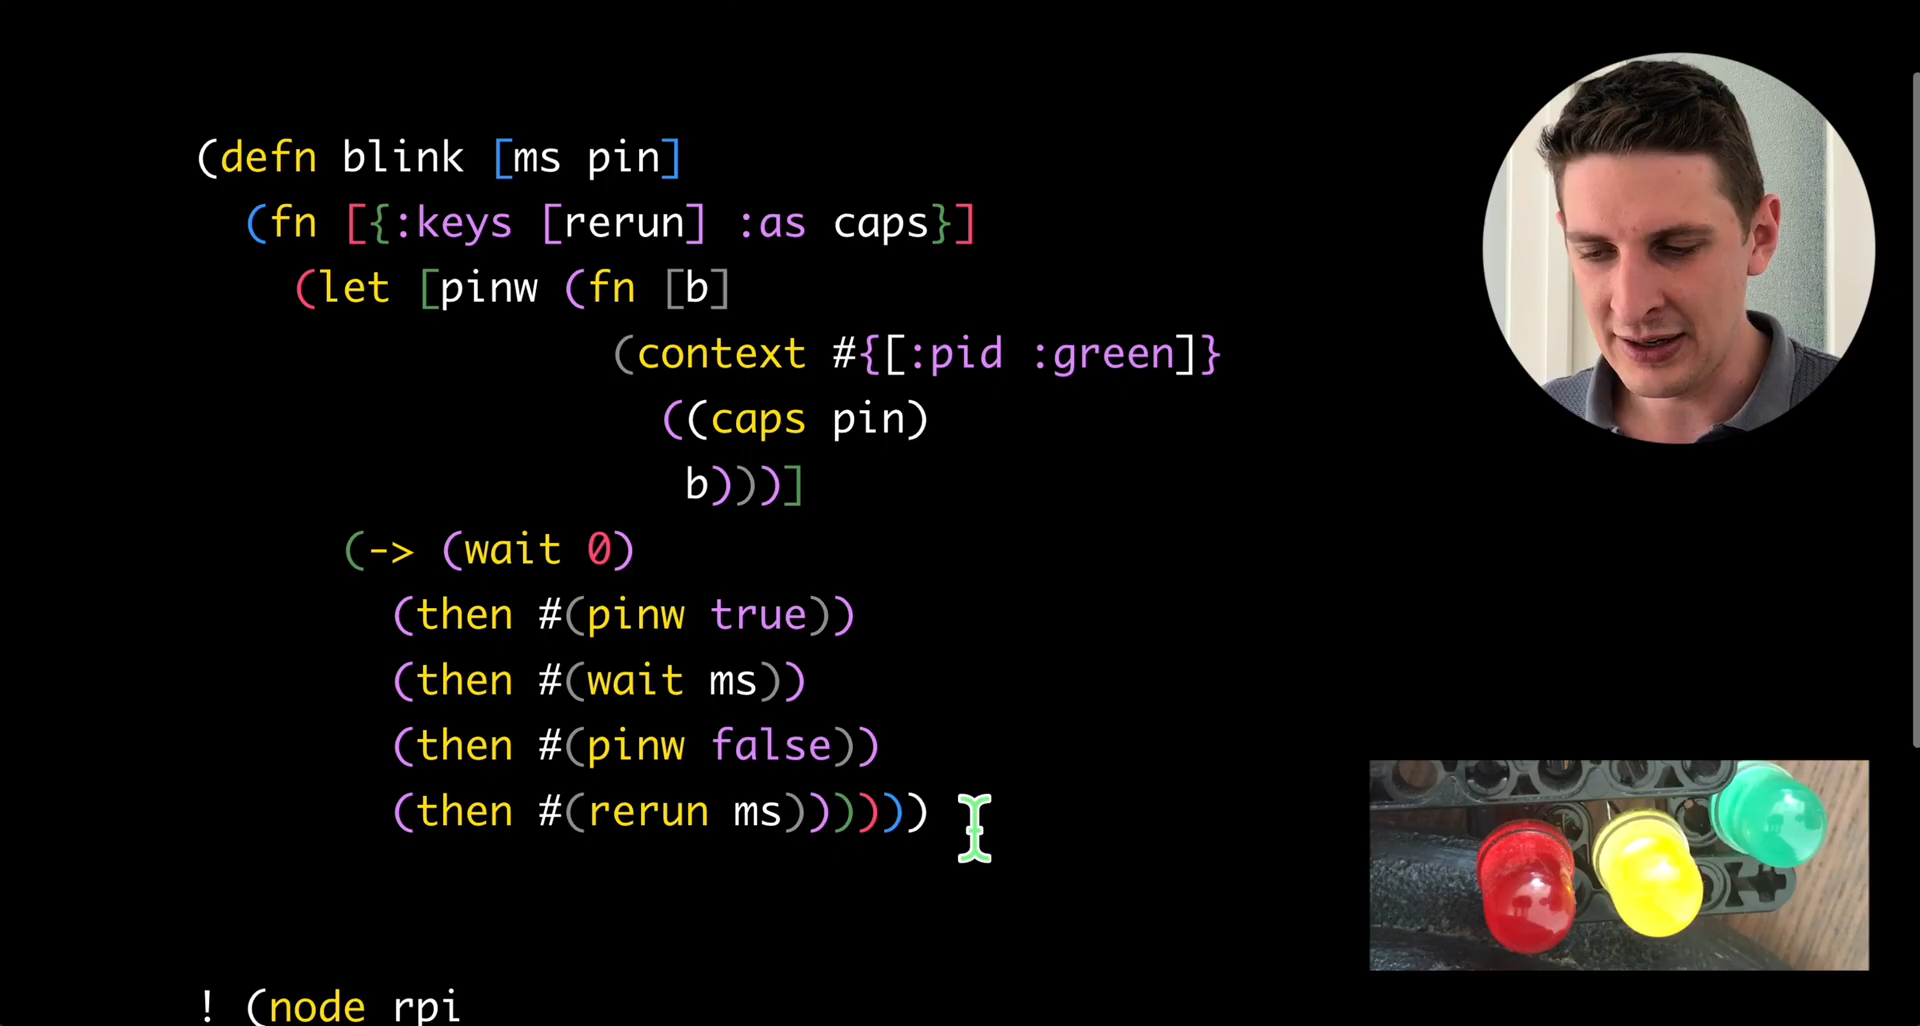 (defn blink [ms pin]
(fn [{:keys [rerun] :as caps}]
(let [pinw (fn [b]
(context #{[:pid :green]}
((caps pin)
b)))]
(-> (wait 0)
(then #(pinw true))
(then #(wait ms))
(then #(pinw false))
(then #(rerun ms))))))
! (node rpi